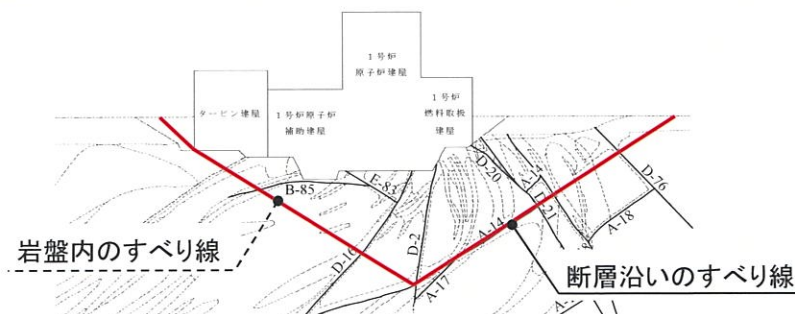 1号炉
原子炉建屋
タービン建屋
1号炉原子炉
補助建屋
1号炉
燃料取扱
建屋
B-85
E-81
D-16
D-2
A-17
A-14
D-20
D-21
A-18
D-76
岩盤内のすべり線
断層沿いのすべり線